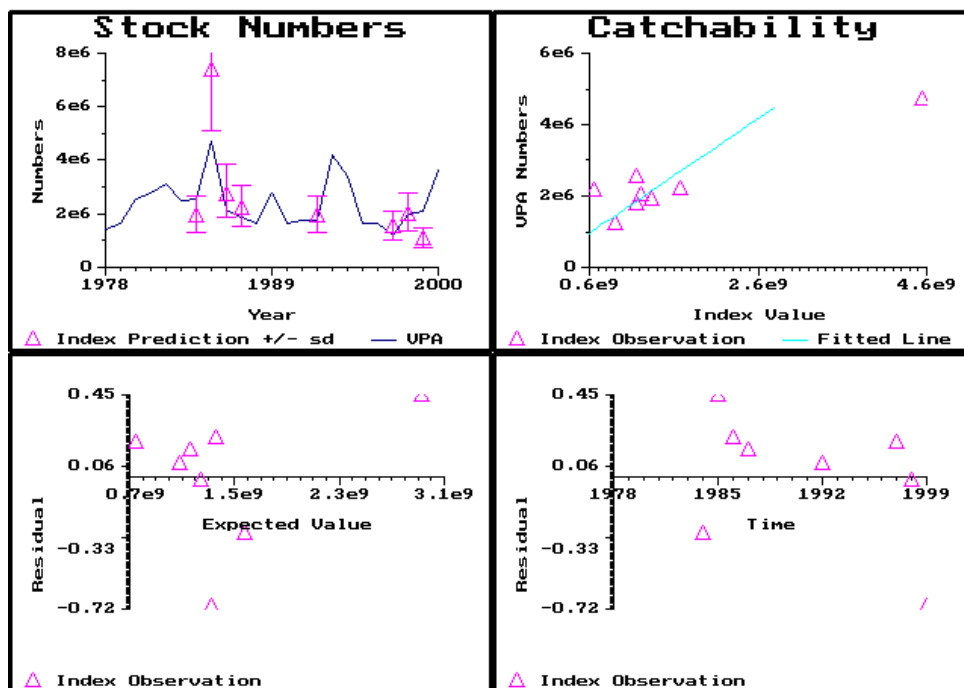 Stock Numbers
8e6
6e6
4e6
2e6
0
Numbers
1978 1989 2000
Year
Index Prediction +/- sd VPA
Catchability
6e6
4e6
2e6
0
VPA Numbers
0.6e9 2.6e9 4.6e9
Index Value
Index Observation Fitted Line
0.45
0.06
-0.33
-0.72
Residual
0.7e9 1.5e9 2.3e9 3.1e9
Expected Value
Index Observation
0.45
0.06
-0.33
-0.72
Residual
1978 1985 1992 1999
Time
Index Observation